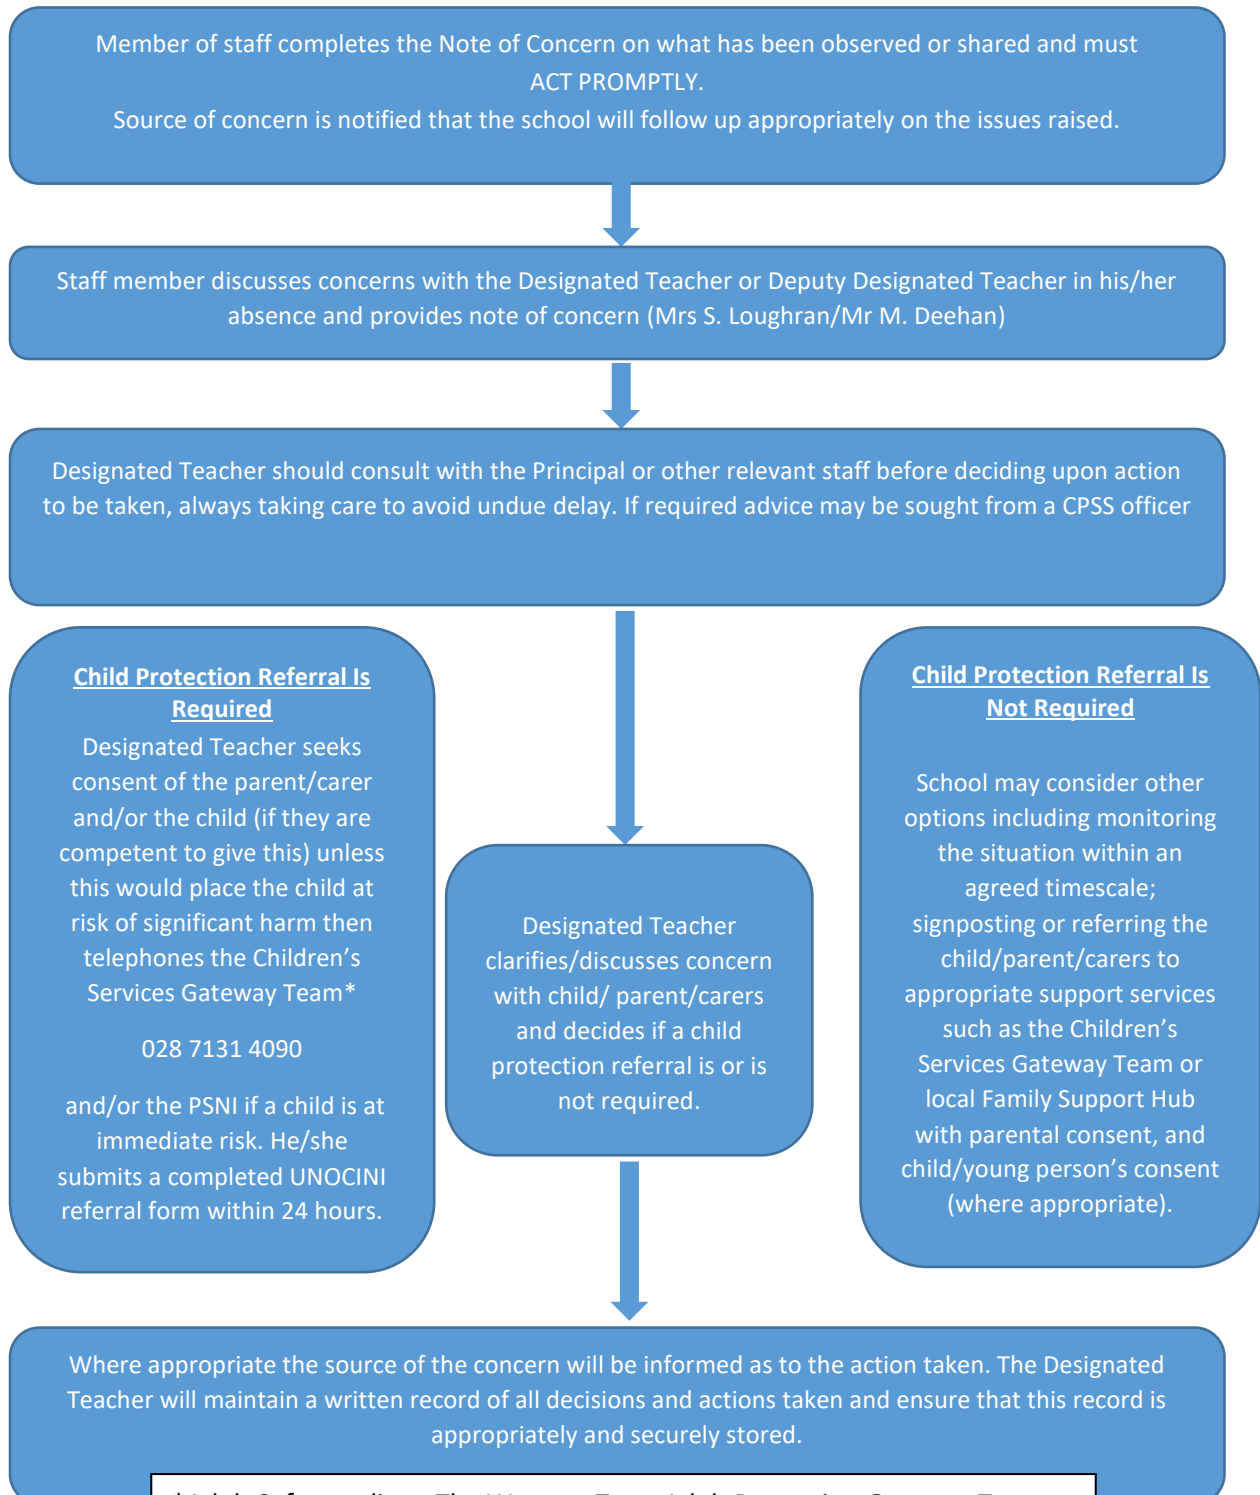 Member of staff completes the Note of Concern on what has been observed or shared and must
ACT PROMPTLY.
Source of concern is notified that the school will follow up appropriately on the issues raised.
Staff member discusses concerns with the Designated Teacher or Deputy Designated Teacher in his/her
absence and provides note of concern (Mrs S. Loughran/Mr M. Deehan)
Designated Teacher should consult with the Principal or other relevant staff before deciding upon action
to be taken, always taking care to avoid undue delay. If required advice may be sought from a CPSS officer
Child Protection Referral Is
Required
Designated Teacher seeks
consent of the parent/carer
and/or the child (if they are
competent to give this) unless
this would place the child at
risk of significant harm then
telephones the Children's
Services Gateway Team*
028 7131 4090
and/or the PSNI if a child is at
immediate risk. He/she
submits a completed UNOCINI
referral form within 24 hours.
Designated Teacher
clarifies/discusses concern
with child/ parent/carers
and decides if a child
protection referral is or is
not required.
Child Protection Referral Is
Not Required
School may consider other
options including monitoring
the situation within an
agreed timescale;
signposting or referring the
child/parent/carers to
appropriate support services
such as the Children's
Services Gateway Team or
local Family Support Hub
with parental consent, and
child/young person's consent
(where appropriate).
Where appropriate the source of the concern will be informed as to the action taken. The Designated
Teacher will maintain a written record of all decisions and actions taken and ensure that this record is
appropriately and securely stored.